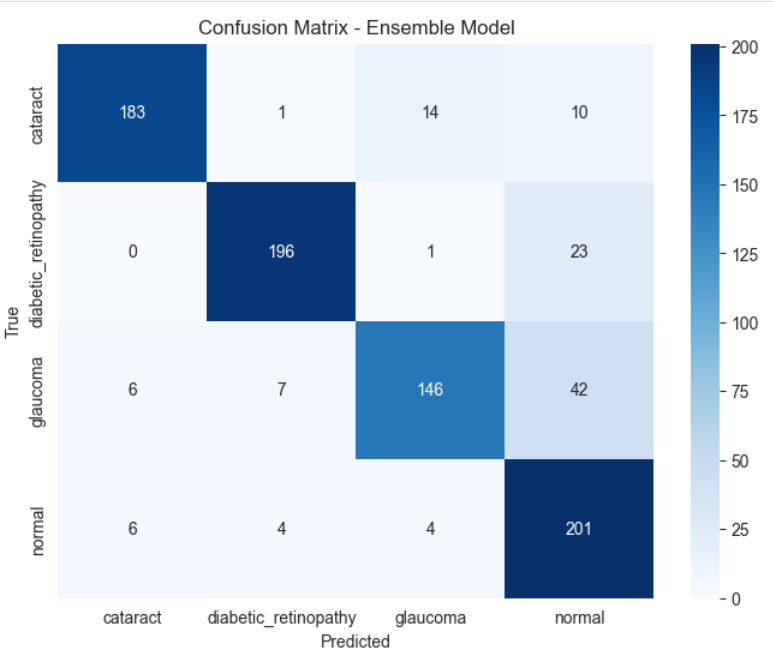 Confusion Matrix - Ensemble Model
True
cataract
183 1 14 10
diabetic_retinopathy
0 196 1 23
glaucoma
6 7 146 42
normal
6 4 4 201
cataract diabetic_retinopathy glaucoma normal
Predicted
200
175
150
125
100
75
50
25
0